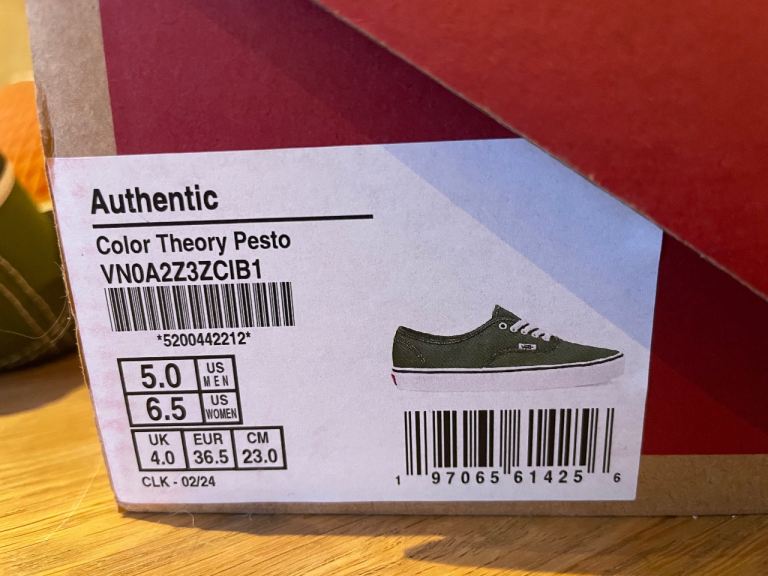 Authentic
Color Theory Pesto
VN0A2Z3ZCIB1
*5200442212*
5.0 US MEN
6.5 US WOMEN
UK EUR CM
4.0 36.5 23.0
CLK - 02/24
VANS
1 97065 61425 6